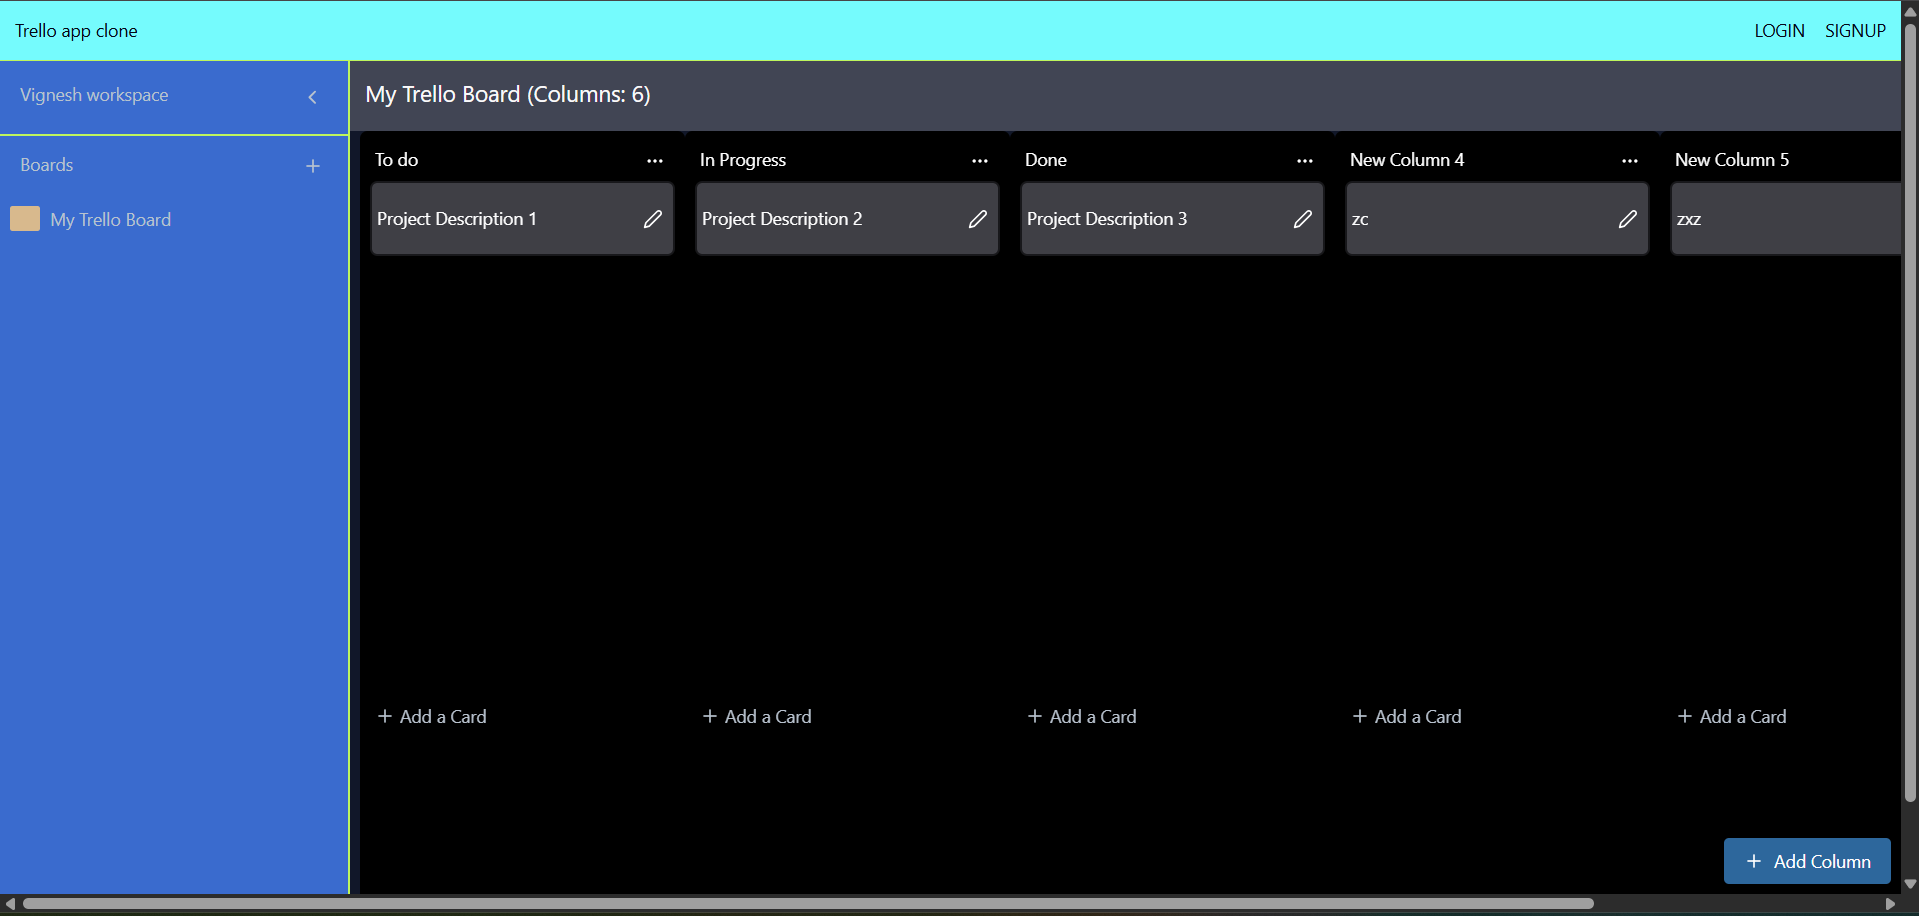 Trello app clone
LOGIN SIGNUP
Vignesh workspace
Boards
My Trello Board
My Trello Board (Columns: 6)
To do
Project Description 1
Add a Card
In Progress
Project Description 2
Add a Card
Done
Project Description 3
Add a Card
New Column 4
zc
Add a Card
New Column 5
zxz
Add a Card
Add Column